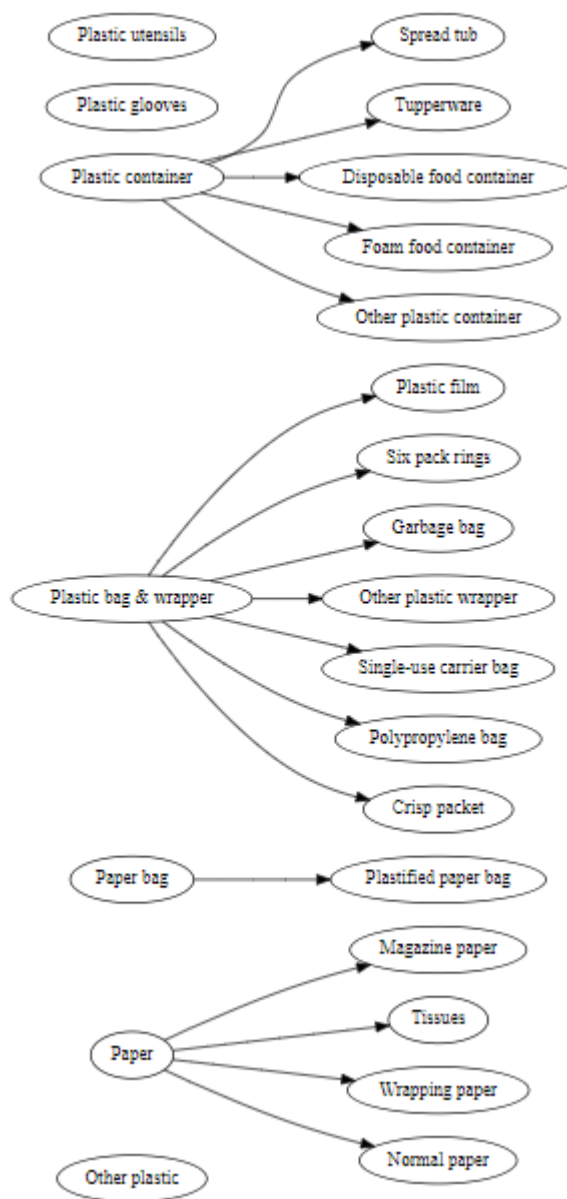 Plastic utensils
Spread tub
Plastic glooves
Tupperware
Plastic container
Disposable food container
Foam food container
Other plastic container
Plastic film
Six pack rings
Garbage bag
Plastic bag & wrapper
Other plastic wrapper
Single-use carrier bag
Polypropylene bag
Crisp packet
Paper bag
Plastified paper bag
Magazine paper
Tissues
Paper
Wrapping paper
Normal paper
Other plastic